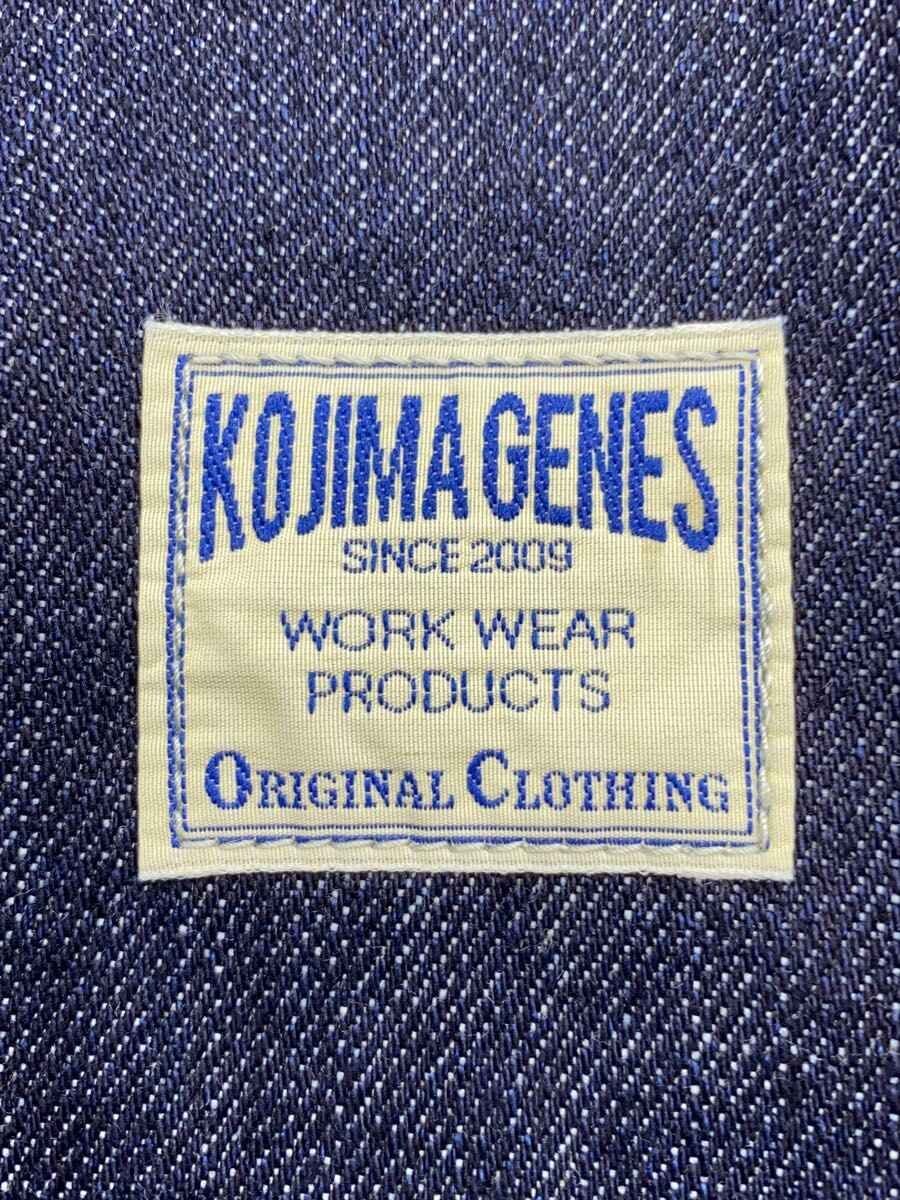 KOJIMA GENES
SINCE 2009
WORK WEAR
PRODUCTS
ORIGINAL CLOTHING